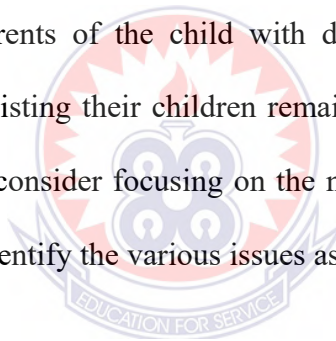 rents of the child with d
isting their children remai
consider focusing on the n
entify the various issues as
EDUCATION FOR SERVICE